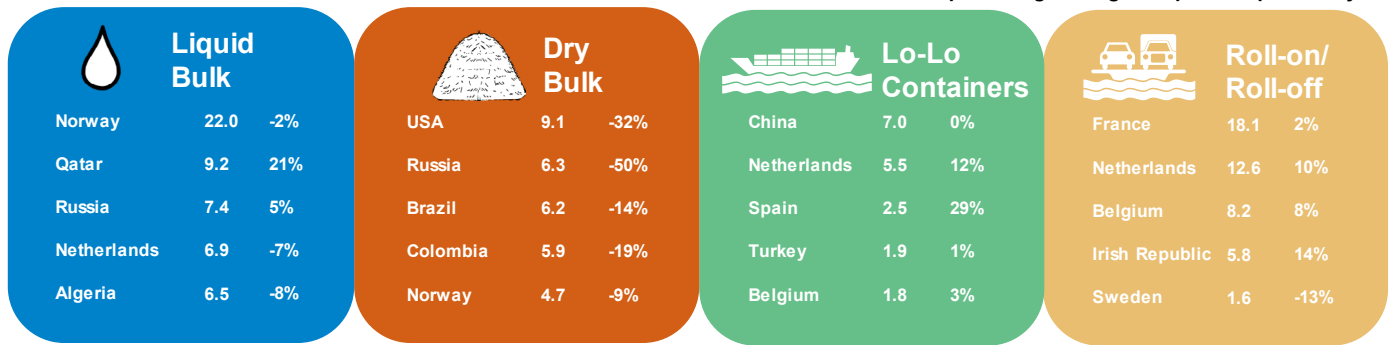 Liquid
Bulk
Norway 22.0 -2%
Qatar 9.2 21%
Russia 7.4 5%
Netherlands 6.9 -7%
Algeria 6.5 -8%
Dry
Bulk
USA 9.1 -32%
Russia 6.3 -50%
Brazil 6.2 -14%
Colombia 5.9 -19%
Norway 4.7 -9%
Lo-Lo
Containers
China 7.0 0%
Netherlands 5.5 12%
Spain 2.5 29%
Turkey 1.9 1%
Belgium 1.8 3%
Roll-on/
Roll-off
France 18.1 2%
Netherlands 12.6 10%
Belgium 8.2 8%
Irish Republic 5.8 14%
Sweden 1.6 -13%